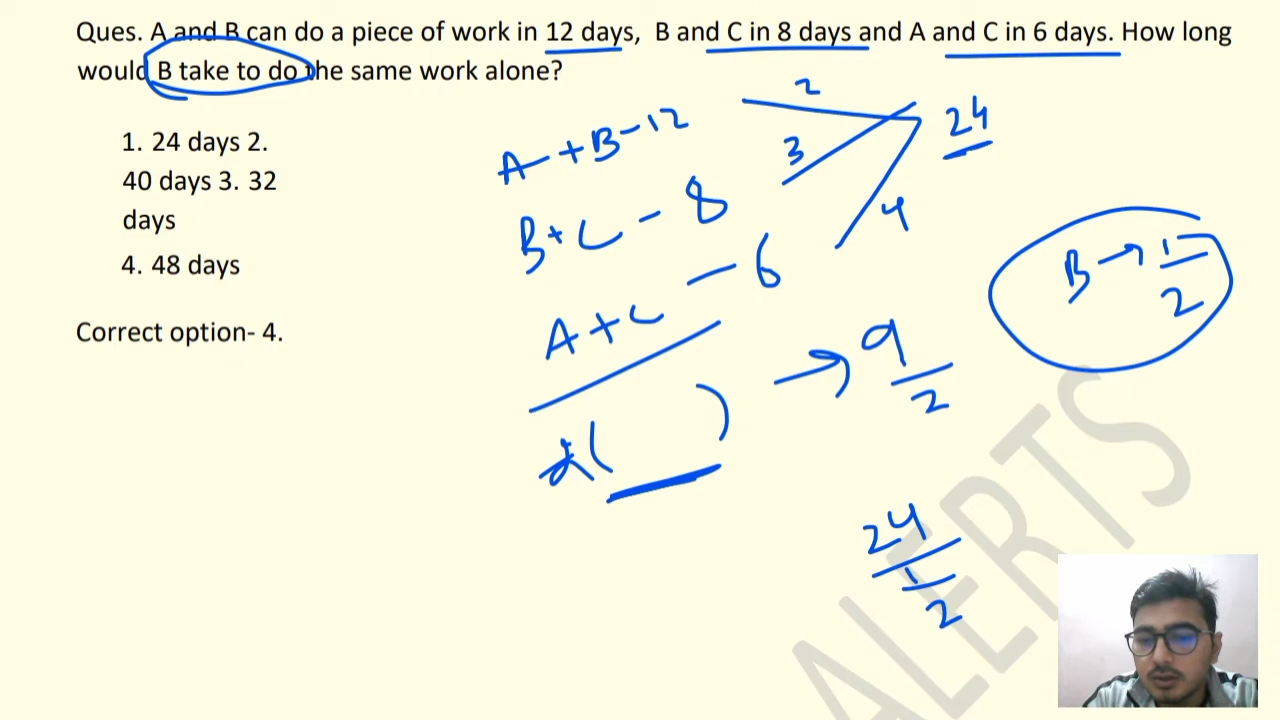 Ques. A and B can do a piece of work in 12 days, B and C in 8 days and A and C in 6 days. How long
would B take to do the same work alone?
1. 24 days 2.
40 days 3. 32
days
4. 48 days
Correct option- 4.
A+B-12
B+C - 8
A+C - 6
2
3
4
24
2( ) → 9/2
B → 1/2
24
1/2
ALERTS